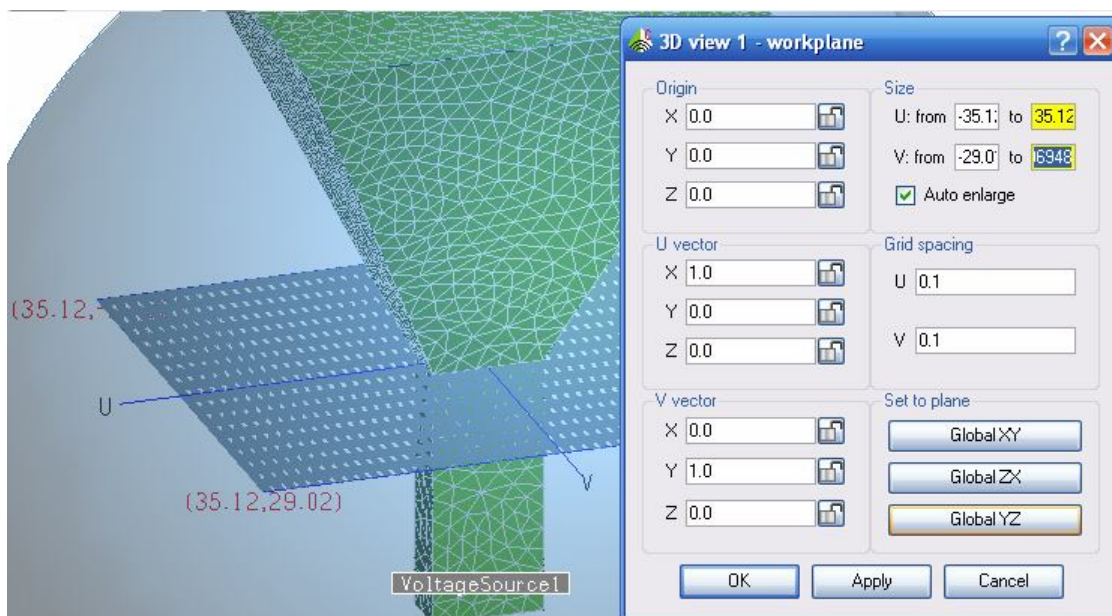 3D view 1 - workplane
Origin
X 0.0
Y 0.0
Z 0.0
Size
U: from -35.1 to 35.12
V: from -29.0 to 6948
Auto enlarge
U vector
X 1.0
Y 0.0
Z 0.0
Grid spacing
U 0.1
V 0.1
V vector
X 0.0
Y 1.0
Z 0.0
Set to plane
Global XY
Global ZX
Global YZ
OK Apply Cancel
(35.12,-
U
(35.12,29.02)
V
VoltageSource1